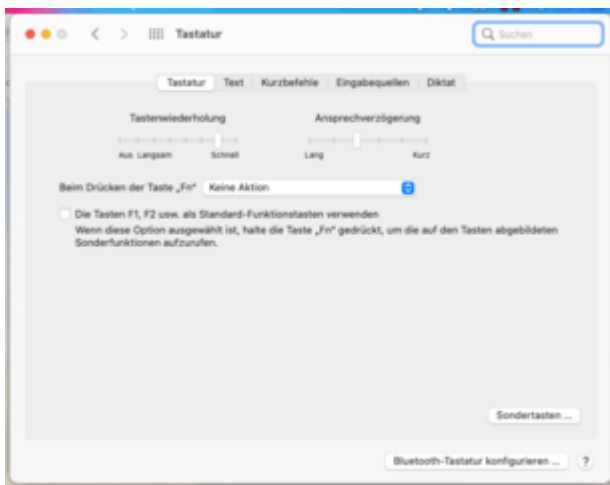 Tastatur
Suchen
Tastatur Text Kurzbefehle Eingabequellen Diktat
Tastenwiederholung Ansprechverzögerung
Aus Langsam Schnell Lang Kurz
Beim Drücken der Taste „Fn“ Keine Aktion
Die Tasten F1, F2 usw. als Standard-Funktionstasten verwenden
Wenn diese Option ausgewählt ist, halte die Taste „Fn“ gedrückt, um die auf den Tasten abgebildeten
Sonderfunktionen aufzurufen.
Sondertasten ...
Bluetooth-Tastatur konfigurieren ... ?